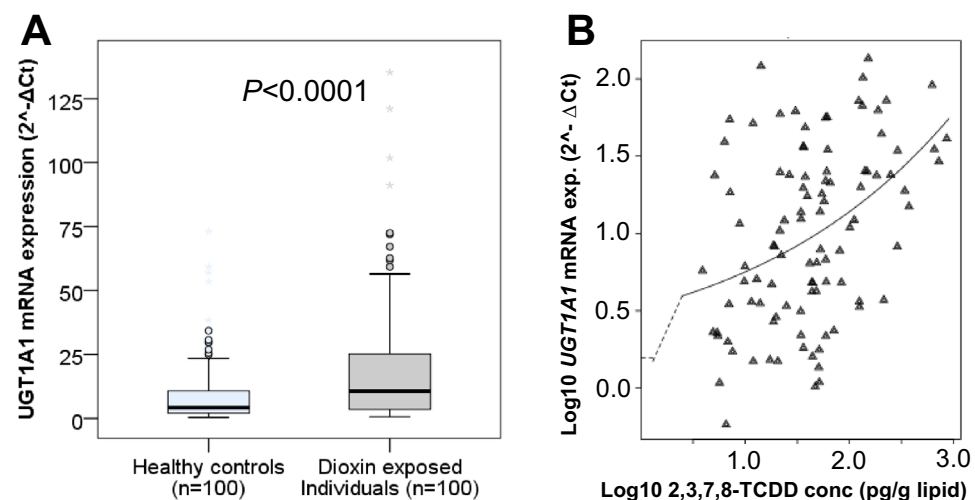 A
UGT1A1 mRNA expression (2^-ΔCt)
125
100
75
50
25
0
P<0.0001
Healthy controls
(n=100)
Dioxin exposed
Individuals (n=100)
B
Log10 UGT1A1 mRNA exp. (2^- ΔCt)
2.0
1.5
1.0
0.5
0.0
1.0 2.0 3.0
Log10 2,3,7,8-TCDD conc (pg/g lipid)